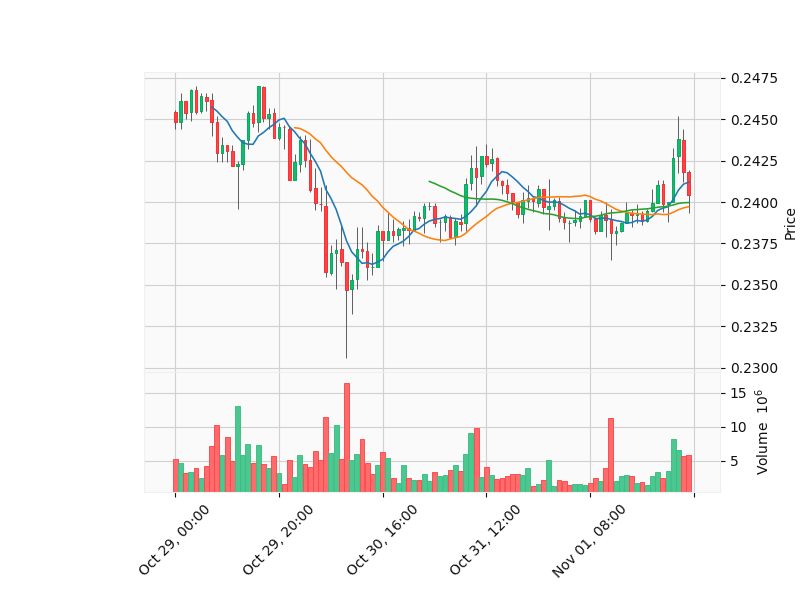 0.2475
0.2450
0.2425
0.2400
0.2375
0.2350
0.2325
0.2300
Price
15
10
5
Volume 10⁶
Oct 29, 00:00
Oct 29, 20:00
Oct 30, 16:00
Oct 31, 12:00
Nov 01, 08:00